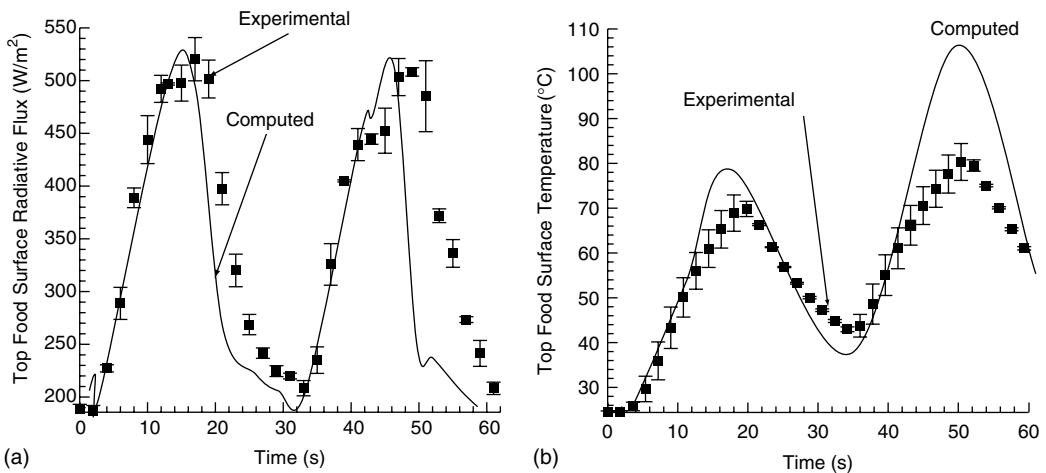 Top Food Surface Radiative Flux (W/m²)
550
500
450
400
350
300
250
200
0 10 20 30 40 50 60
Time (s)
Experimental
Computed
(a)
Top Food Surface Temperature (°C)
110
100
90
80
70
60
50
40
30
0 10 20 30 40 50 60
Time (s)
Experimental
Computed
(b)